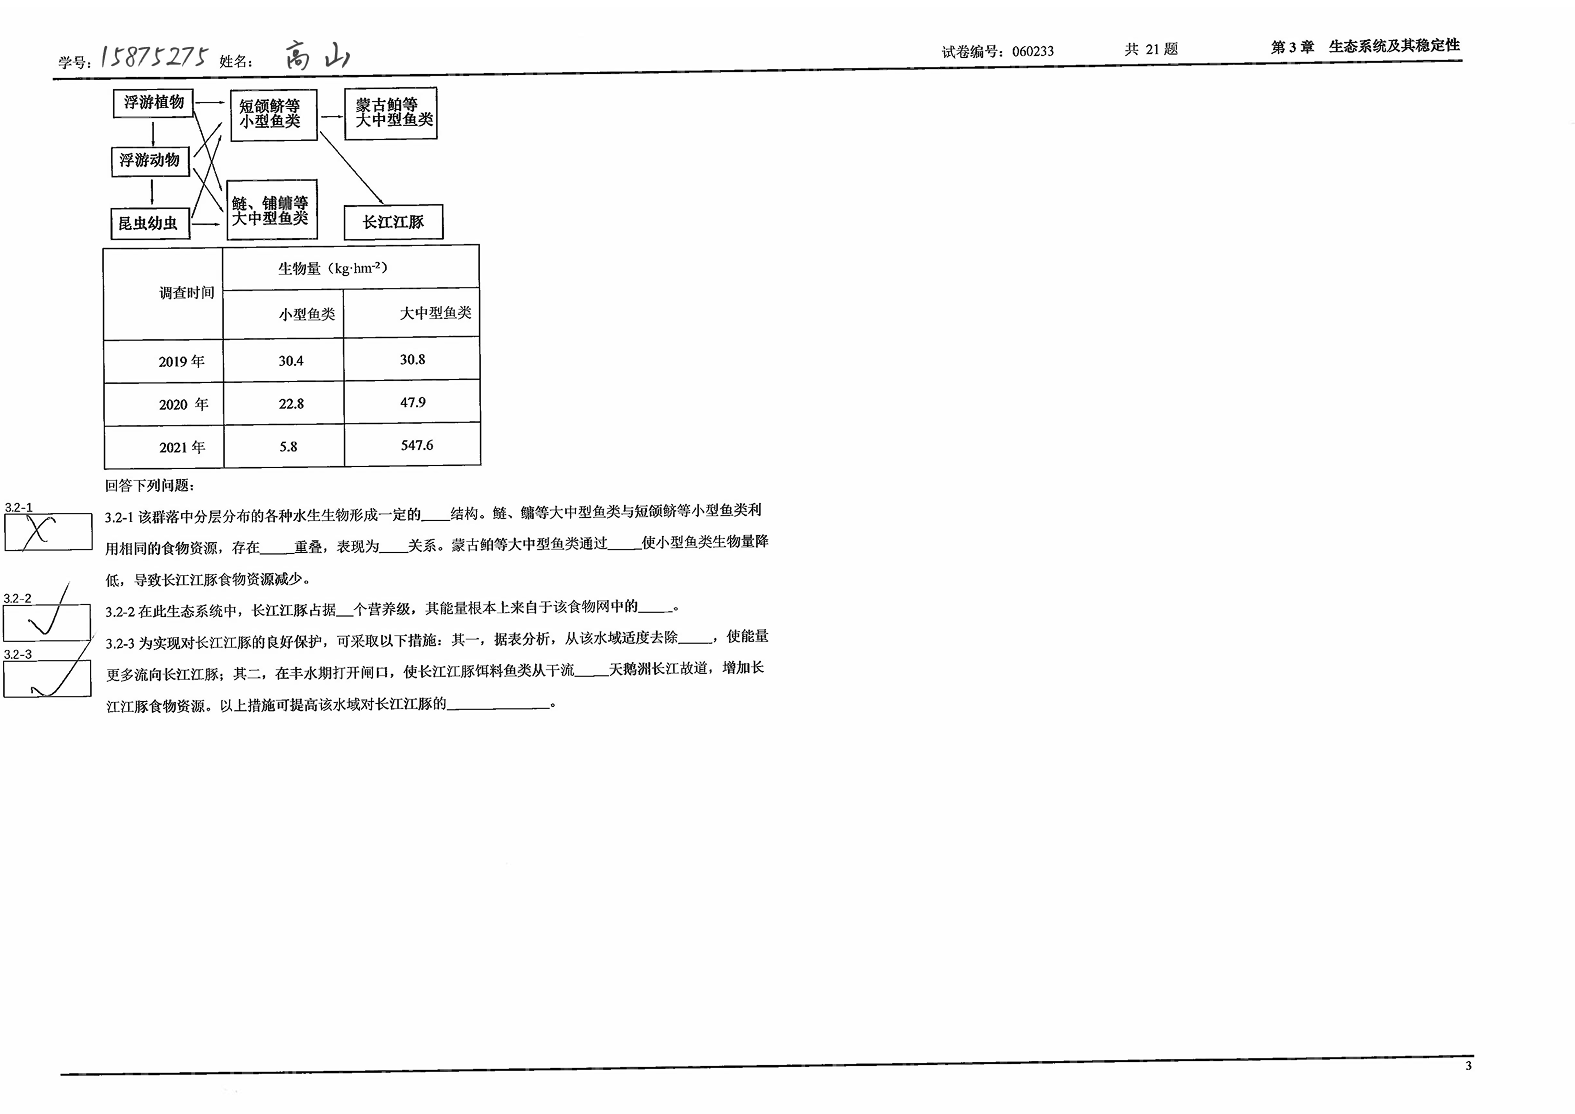 学号: 15875275 姓名: 高山 试卷编号: 060233 共 21 题 第 3 章 生态系统及其稳定性
浮游植物
短颌鲚等
小型鱼类
蒙古鲌等
大中型鱼类
浮游动物
鲢、铺鳙等
大中型鱼类
昆虫幼虫
长江江豚
调查时间
生物量（kg·hm⁻²）
小型鱼类 大中型鱼类
2019 年 30.4 30.8
2020 年 22.8 47.9
2021 年 5.8 547.6
回答下列问题：
3.2-1
3.2-1 该群落中分层分布的各种水生生物形成一定的____结构。鲢、鳙等大中型鱼类与短颌鲚等小型鱼类利
用相同的食物资源，存在_____重叠，表现为____关系。蒙古鲌等大中型鱼类通过_____使小型鱼类生物量降
低，导致长江江豚食物资源减少。
3.2-2
3.2-2 在此生态系统中，长江江豚占据__个营养级，其能量根本上来自于该食物网中的_____。
3.2-3
3.2-3 为实现对长江江豚的良好保护，可采取以下措施：其一，据表分析，从该水域适度去除_____，使能量
更多流向长江江豚；其二，在丰水期打开闸口，使长江江豚饵料鱼类从干流_____天鹅洲长江故道，增加长
江江豚食物资源。以上措施可提高该水域对长江江豚的_______________。
3